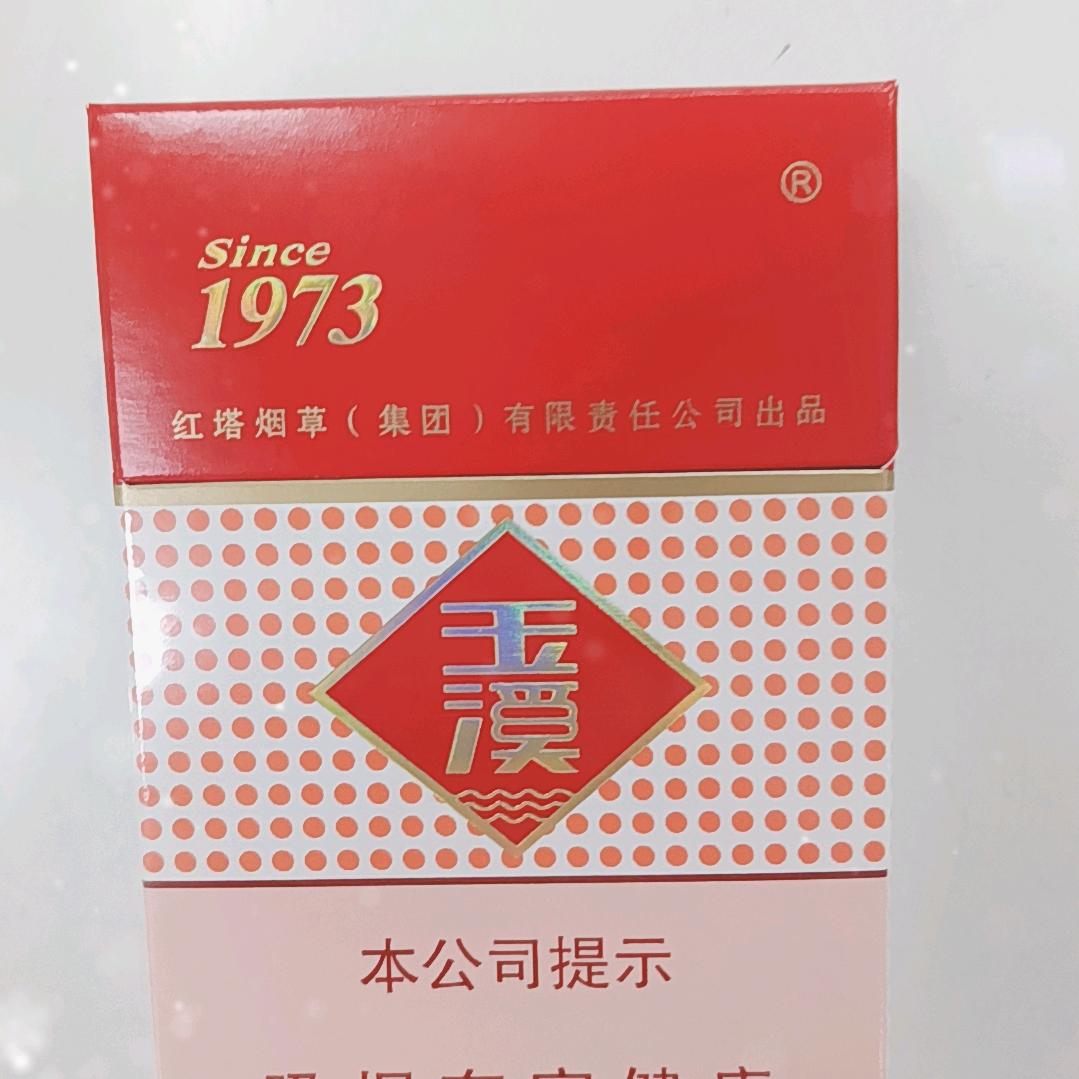 ®
Since
1973
红塔烟草（集团）有限责任公司出品
玉
溪
本公司提示